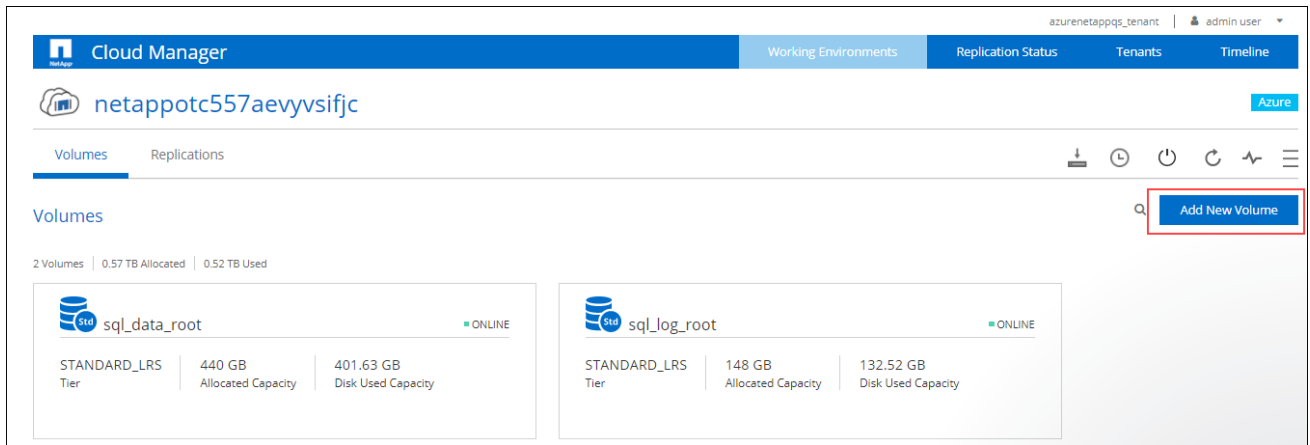 azurenetappqs_tenant admin user
NetApp Cloud Manager Working Environments Replication Status Tenants Timeline
netappotc557aevyvsifjc Azure
Volumes Replications
Volumes Add New Volume
2 Volumes 0.57 TB Allocated 0.52 TB Used
Std sql_data_root ONLINE Std sql_log_root ONLINE
STANDARD_LRS 440 GB 401.63 GB STANDARD_LRS 148 GB 132.52 GB
Tier Allocated Capacity Disk Used Capacity Tier Allocated Capacity Disk Used Capacity